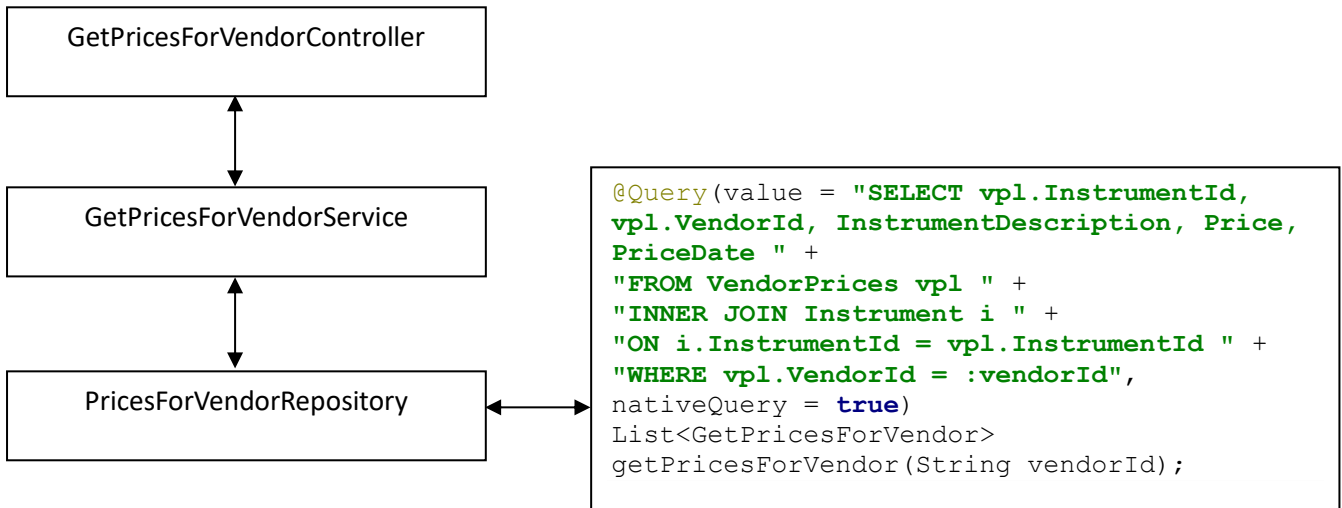 GetPricesForVendorController
GetPricesForVendorService
PricesForVendorRepository
@Query(value = "SELECT vpl.InstrumentId,
vpl.VendorId, InstrumentDescription, Price,
PriceDate " +
"FROM VendorPrices vpl " +
"INNER JOIN Instrument i " +
"ON i.InstrumentId = vpl.InstrumentId " +
"WHERE vpl.VendorId = :vendorId",
nativeQuery = true)
List<GetPricesForVendor>
getPricesForVendor(String vendorId);